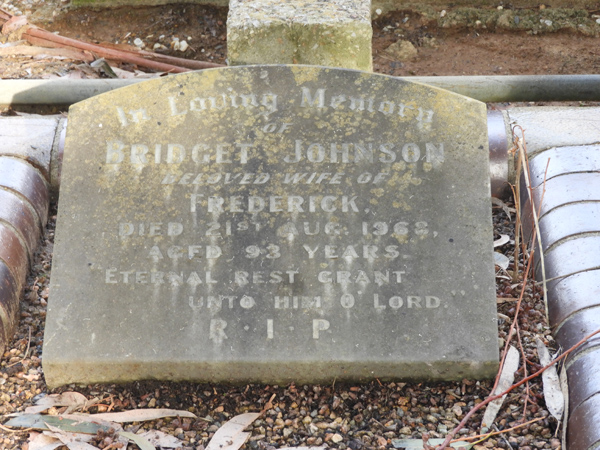 In Loving Memory
OF
BRIDGET JOHNSON
BELOVED WIFE OF
FREDERICK,
DIED 21ST AUG. 1968,
AGED 93 YEARS.
ETERNAL REST GRANT
UNTO HIM O LORD.
R·I·P